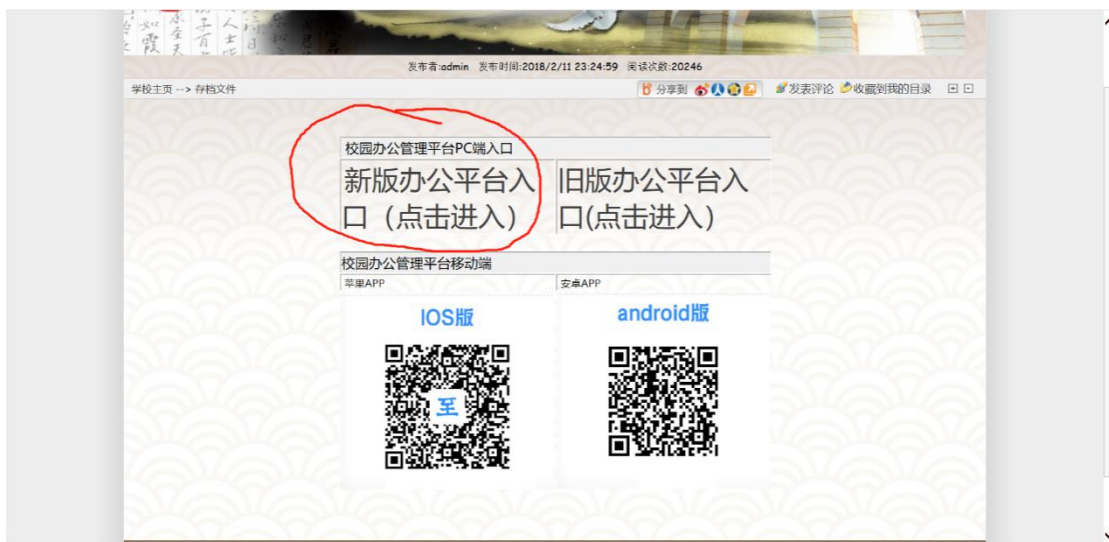 发布者:admin 发布时间:2018/2/11 23:24:59 阅读次数:20246
学校主页 --> 存档文件 分享到 发表评论 收藏到我的目录
校园办公管理平台PC端入口
新版办公平台入
口（点击进入）
旧版办公平台入
口(点击进入）
校园办公管理平台移动端
苹果APP 安卓APP
IOS版 android版
至